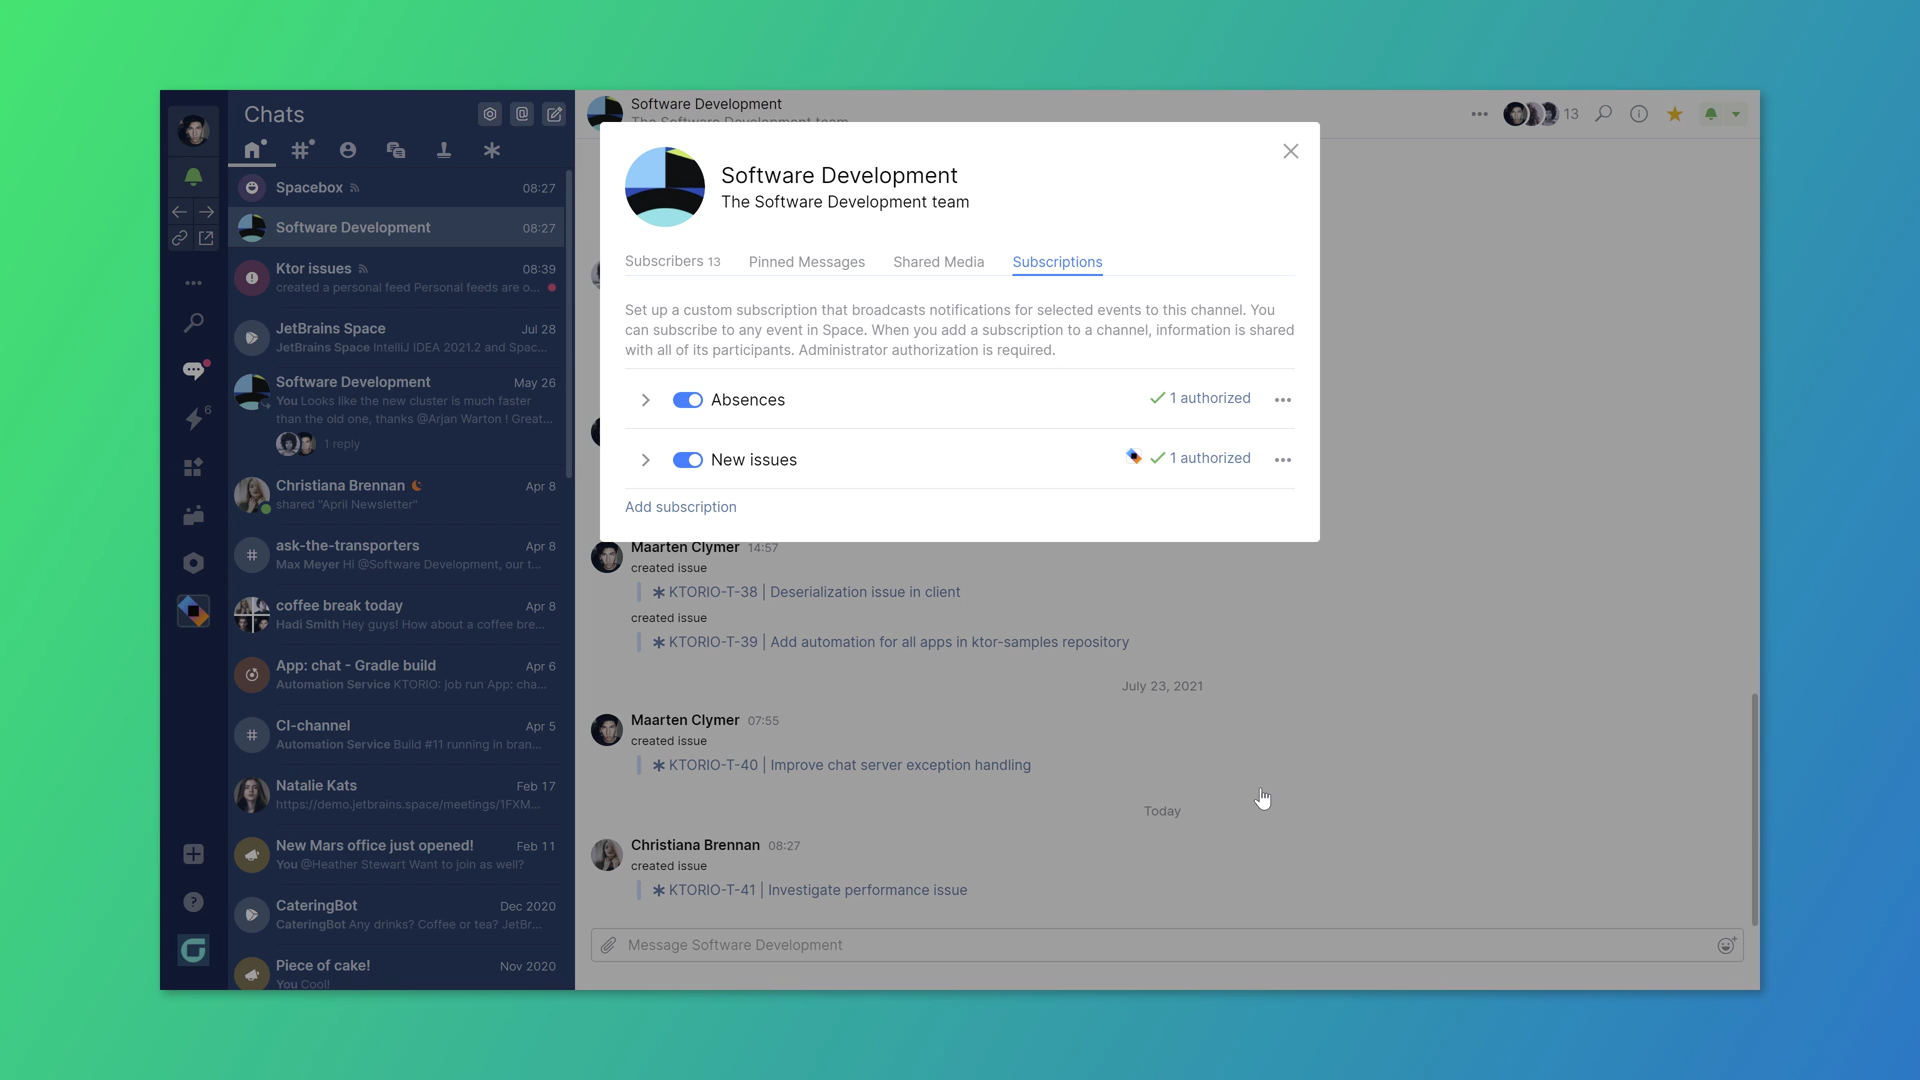 Chats
Spacebox 08:27
Software Development 08:27
Ktor issues 08:39
created a personal feed Personal feeds are o...
JetBrains Space Jul 28
JetBrains Space IntelliJ IDEA 2021.2 and Spac...
Software Development May 26
You Looks like the new cluster is much faster
than the old one, thanks @Arjan Warton ! Great...
1 reply
Christiana Brennan Apr 8
shared "April Newsletter"
ask-the-transporters Apr 8
Max Meyer Hi @Software Development, our t...
coffee break today Apr 8
Hadi Smith Hey guys! How about a coffee bre...
App: chat - Gradle build Apr 6
Automation Service KTORIO: job run App: cha...
CI-channel Apr 5
Automation Service Build #11 running in bran...
Natalie Kats Feb 17
https://demo.jetbrains.space/meetings/1FXM...
New Mars office just opened! Feb 11
You @Heather Stewart Want to join as well?
CateringBot Dec 2020
CateringBot Any drinks? Coffee or tea? JetBr...
Piece of cake! Nov 2020
You Cool!
6
Software Development
The Software Development team
13
Software Development
The Software Development team
Subscribers 13 Pinned Messages Shared Media Subscriptions
Set up a custom subscription that broadcasts notifications for selected events to this channel. You
can subscribe to any event in Space. When you add a subscription to a channel, information is shared
with all of its participants. Administrator authorization is required.
Absences 1 authorized
New issues 1 authorized
Add subscription
Maarten Clymer 14:57
created issue
KTORIO-T-38 | Deserialization issue in client
created issue
KTORIO-T-39 | Add automation for all apps in ktor-samples repository
July 23, 2021
Maarten Clymer 07:55
created issue
KTORIO-T-40 | Improve chat server exception handling
Today
Christiana Brennan 08:27
created issue
KTORIO-T-41 | Investigate performance issue
Message Software Development